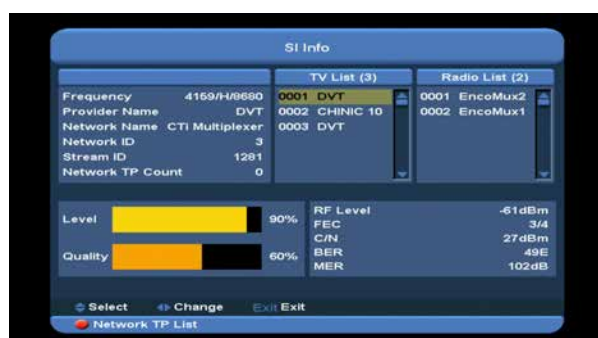 SI Info
TV List (3)
Radio List (2)
Frequency 4159/H/8680
Provider Name DVT
Network Name CTi Multiplexer
Network ID 3
Stream ID 1281
Network TP Count 0
0001 DVT
0002 CHINIC 10
0003 DVT
0001 EncoMux2
0002 EncoMux1
Level 90%
Quality 60%
RF Level -61dBm
FEC 3/4
C/N 27dBm
BER 49E
MER 102dB
Select Change Exit Exit
Network TP List